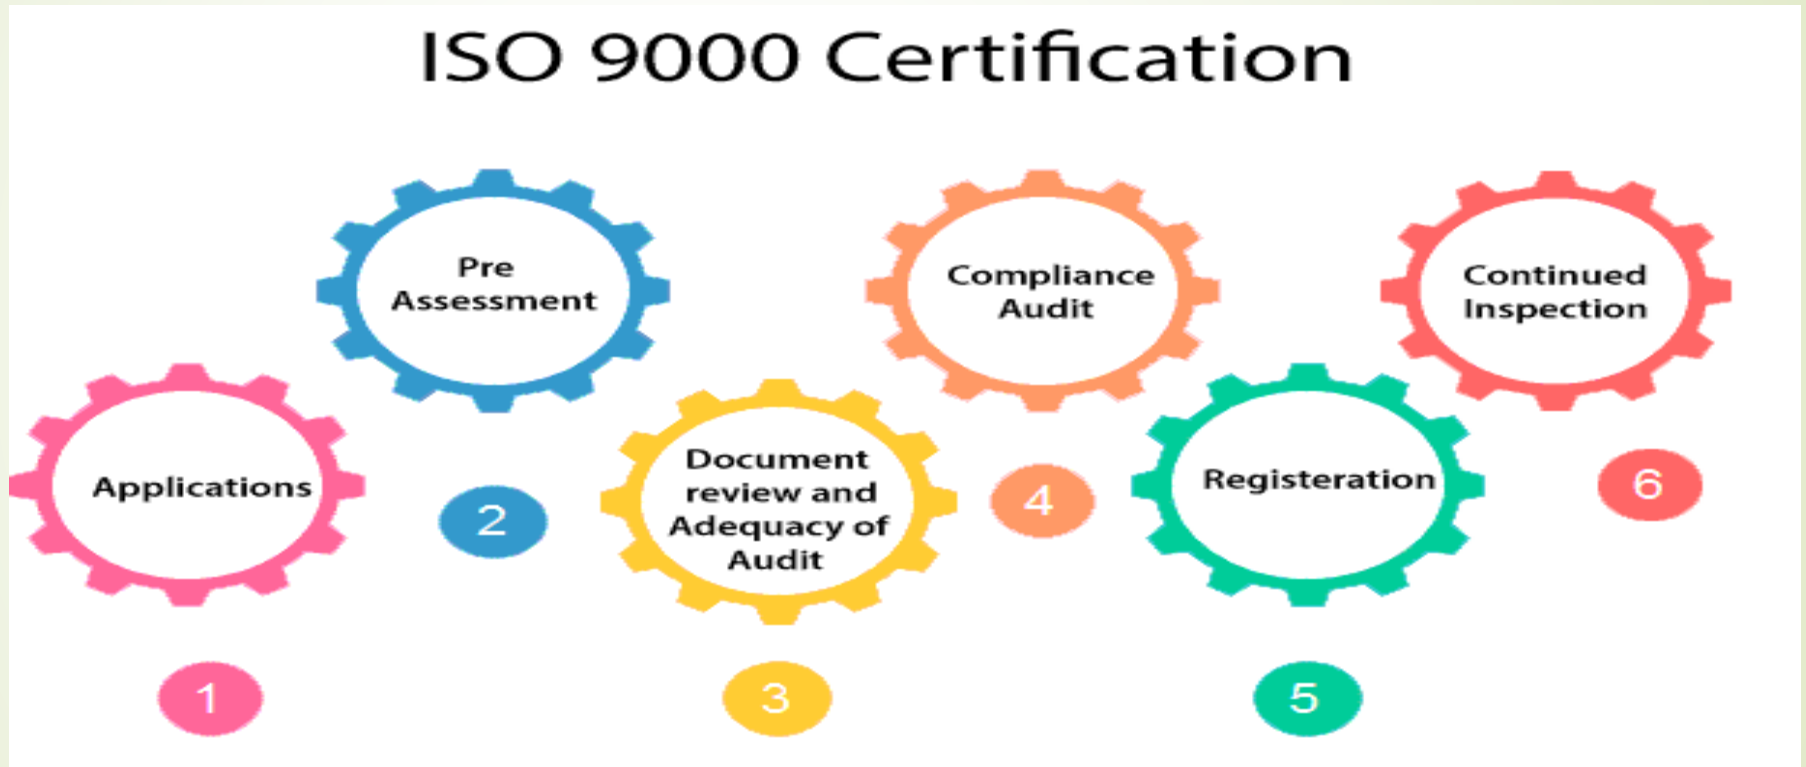 ISO 9000 Certification
Applications
1
Pre
Assessment
2
Document
review and
Adequacy of
Audit
3
Compliance
Audit
4
Registeration
5
Continued
Inspection
6